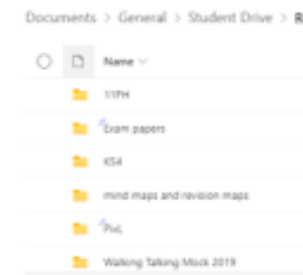 Documents > General > Student Drive > R
Name
11PH
Exam papers
KS4
mind maps and revision maps
PixL
Walking Talking Mock 2019